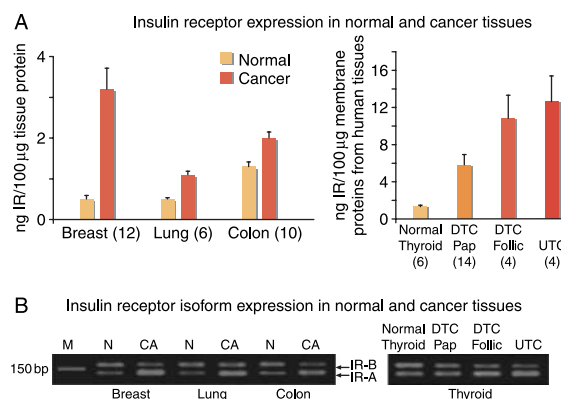 A Insulin receptor expression in normal and cancer tissues
ng IR/100 μg tissue protein
4
2
0
Normal
Cancer
Breast (12) Lung (6) Colon (10)
ng IR/100 μg membrane
proteins from human tissues
16
12
8
4
0
Normal DTC DTC UTC
Thyroid Pap Follic (4)
(6) (14) (4)
B Insulin receptor isoform expression in normal and cancer tissues
M N CA N CA N CA
150 bp
IR-B
IR-A
Breast Lung Colon
Normal DTC DTC UTC
Thyroid Pap Follic
Thyroid